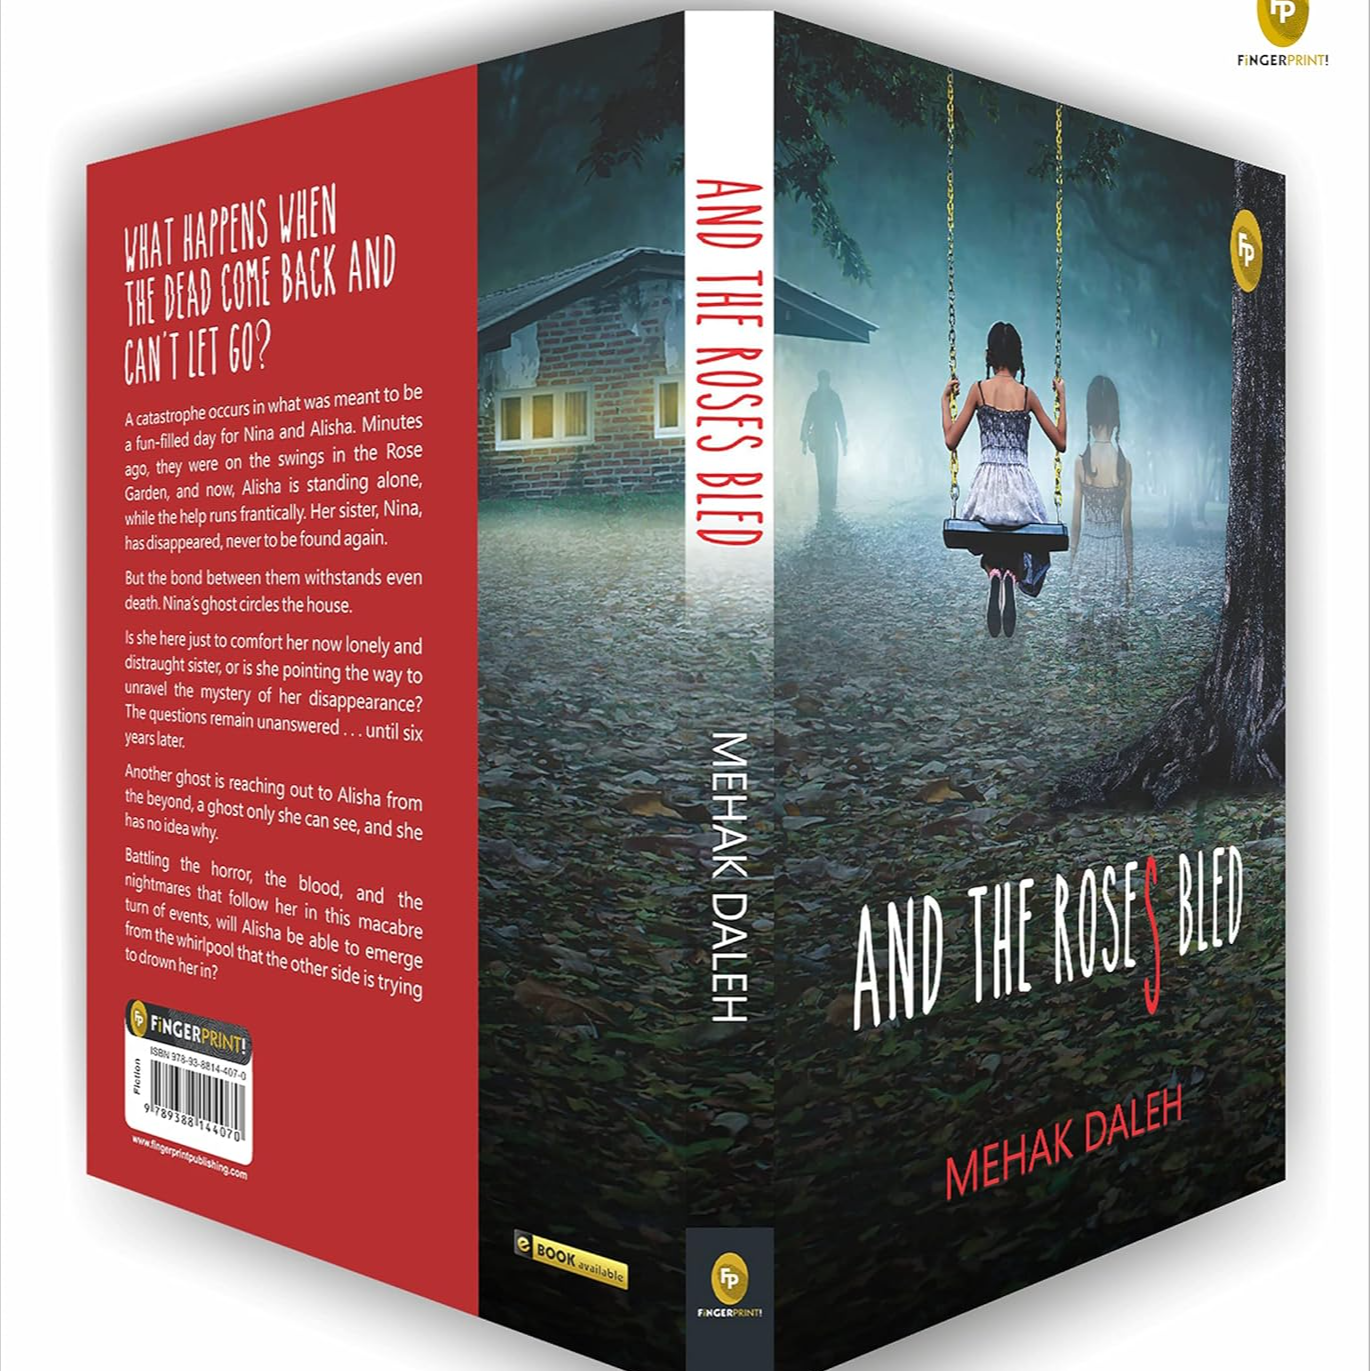 FP
FiNGERPRINT!
WHAT HAPPENS WHEN
THE DEAD COME BACK AND
CAN'T LET GO?
A catastrophe occurs in what was meant to be
a fun-filled day for Nina and Alisha. Minutes
ago, they were on the swings in the Rose
Garden, and now, Alisha is standing alone,
while the help runs frantically. Her sister, Nina,
has disappeared, never to be found again.
But the bond between them withstands even
death. Nina's ghost circles the house.
Is she here just to comfort her now lonely and
distraught sister, or is she pointing the way to
unravel the mystery of her disappearance?
The questions remain unanswered . . . until six
years later.
Another ghost is reaching out to Alisha from
the beyond, a ghost only she can see, and she
has no idea why.
Battling the horror, the blood, and the
nightmares that follow her in this macabre
turn of events, will Alisha be able to emerge
from the whirlpool that the other side is trying
to drown her in?
FP FiNGERPRINT!
ISBN 978-93-8814-407-0
Fiction
9 789388 144070
www.fingerprintpublishing.com
e BOOK available
AND THE ROSES BLED
MEHAK DALEH
FP
FiNGERPRINT!
FP
AND THE ROSES BLED
MEHAK DALEH